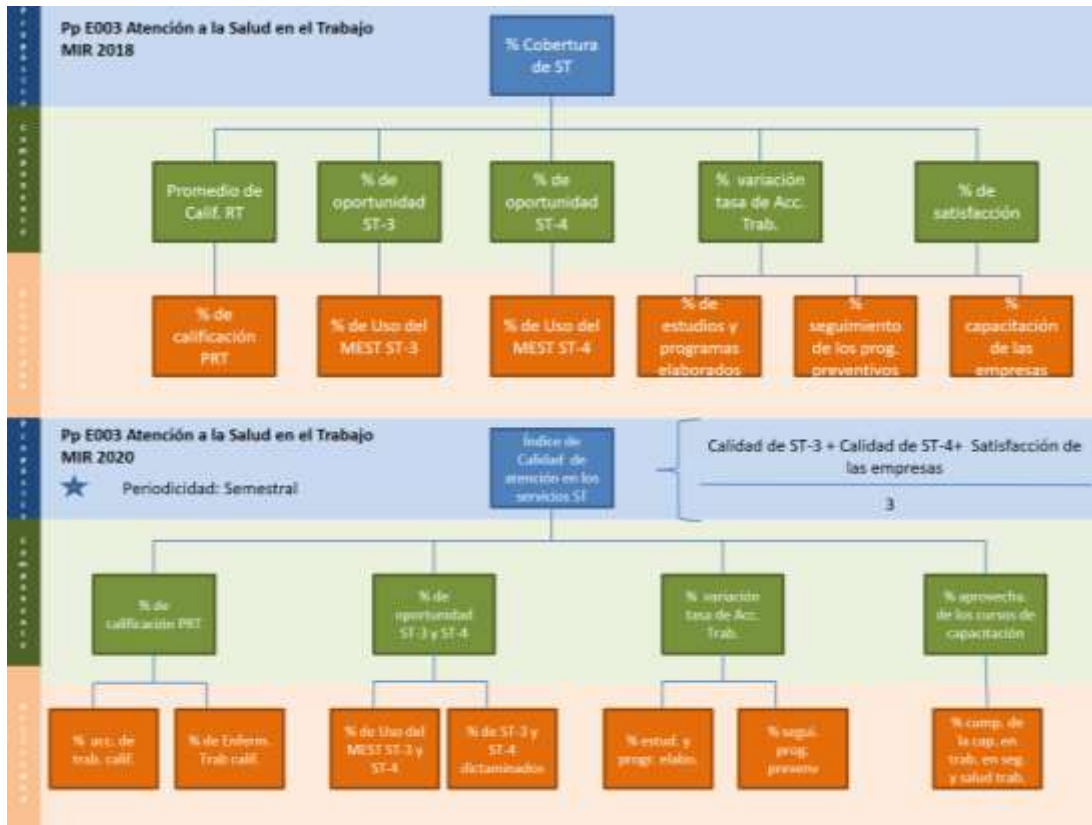 Pp E003 Atención a la Salud en el Trabajo
MIR 2018
Propósito
% Cobertura
de ST
Componente
Promedio de
Calif. RT
% de
oportunidad
ST-3
% de
oportunidad
ST-4
% variación
tasa de Acc.
Trab.
% de
satisfacción
% de
calificación
PRT
% de Uso del
MEST ST-3
% de Uso del
MEST ST-4
% de
estudios y
programas
elaborados
%
seguimiento
de los prog.
preventivos
%
capacitación
de las
empresas
Pp E003 Atención a la Salud en el Trabajo
MIR 2020
Periodicidad: Semestral
Propósito
Índice de
Calidad de
atención en los
servicios ST
Calidad de ST-3 + Calidad de ST-4+ Satisfacción de
las empresas
3
Componente
% de
calificación PRT
% de
oportunidad
ST-3 y ST-4
% variación
tasa de Acc.
Trab.
% aprovecha.
de los cursos de
capacitación
% acc. de
trab. calif.
% de Enferm.
Trab calif.
% de Uso del
MEST ST-3 y
ST-4
% de ST-3 y
ST-4
dictaminados
% estud. y
progr. elabo.
% segui.
prog.
prevenv
% cump. de
la cap. en
trab. en seg.
y salud trab.